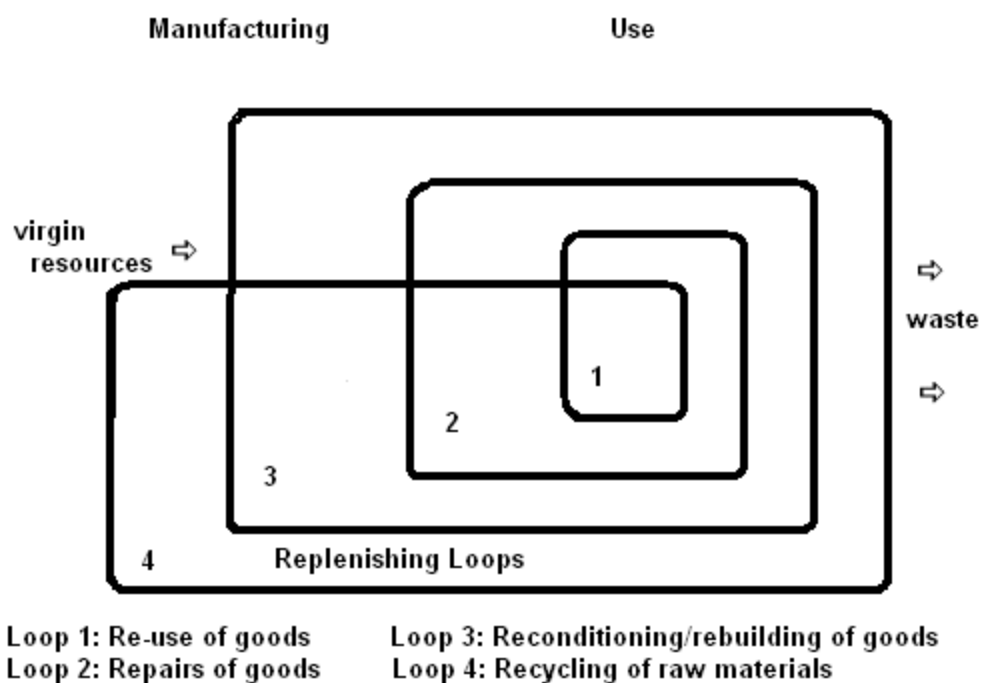 Manufacturing Use
virgin
resources
waste
1
2
3
4
Replenishing Loops
Loop 1: Re-use of goods Loop 3: Reconditioning/rebuilding of goods
Loop 2: Repairs of goods Loop 4: Recycling of raw materials